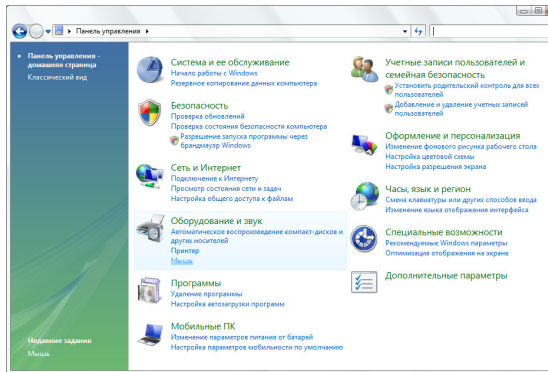 Панель управления
Панель управления -
домашняя страница
Классический вид
Система и ее обслуживание
Начало работы с Windows
Резервное копирование данных компьютера
Безопасность
Проверка обновлений
Проверка состояния безопасности компьютера
Разрешение запуска программы через
брандмауэр Windows
Сеть и Интернет
Подключение к Интернету
Просмотр состояния сети и задач
Настройка общего доступа к файлам
Оборудование и звук
Автоматическое воспроизведение компакт-дисков и
других носителей
Принтер
Мышь
Программы
Удаление программы
Настройка автозагрузки программ
Мобильные ПК
Изменение параметров питания от батарей
Настройка параметров мобильности по умолчанию
Учетные записи пользователей и
семейная безопасность
Установить родительский контроль для всех
пользователей
Добавление и удаление учетных записей
пользователей
Оформление и персонализация
Изменение фонового рисунка рабочего стола
Настройка цветовой схемы
Настройка разрешения экрана
Часы, язык и регион
Смена клавиатуры или других способов ввода
Изменение языка отображения интерфейса
Специальные возможности
Рекомендуемые Windows параметры
Оптимизация отображения на экране
Дополнительные параметры
Недавние задания
Мышь